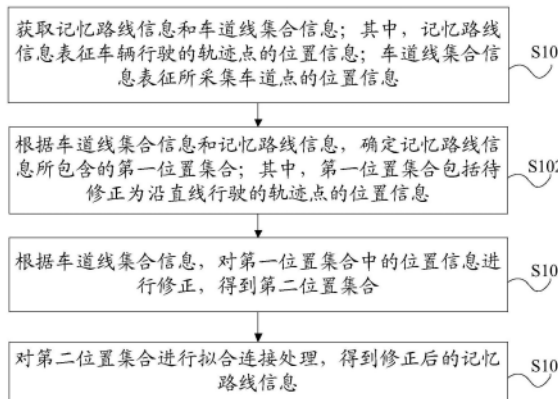 获取记忆路线信息和车道线集合信息；其中，记忆路线
信息表征车辆行驶的轨迹点的位置信息；车道线集合
信息表征所采集车道点的位置信息
S10
根据车道线集合信息和记忆路线信息，确定记忆路线信
息所包含的第一位置集合；其中，第一位置集合包括待
修正为沿直线行驶的轨迹点的位置信息
S102
根据车道线集合信息，对第一位置集合中的位置信息进
行修正，得到第二位置集合
S10
对第二位置集合进行拟合连接处理，得到修正后的记忆
路线信息
S10